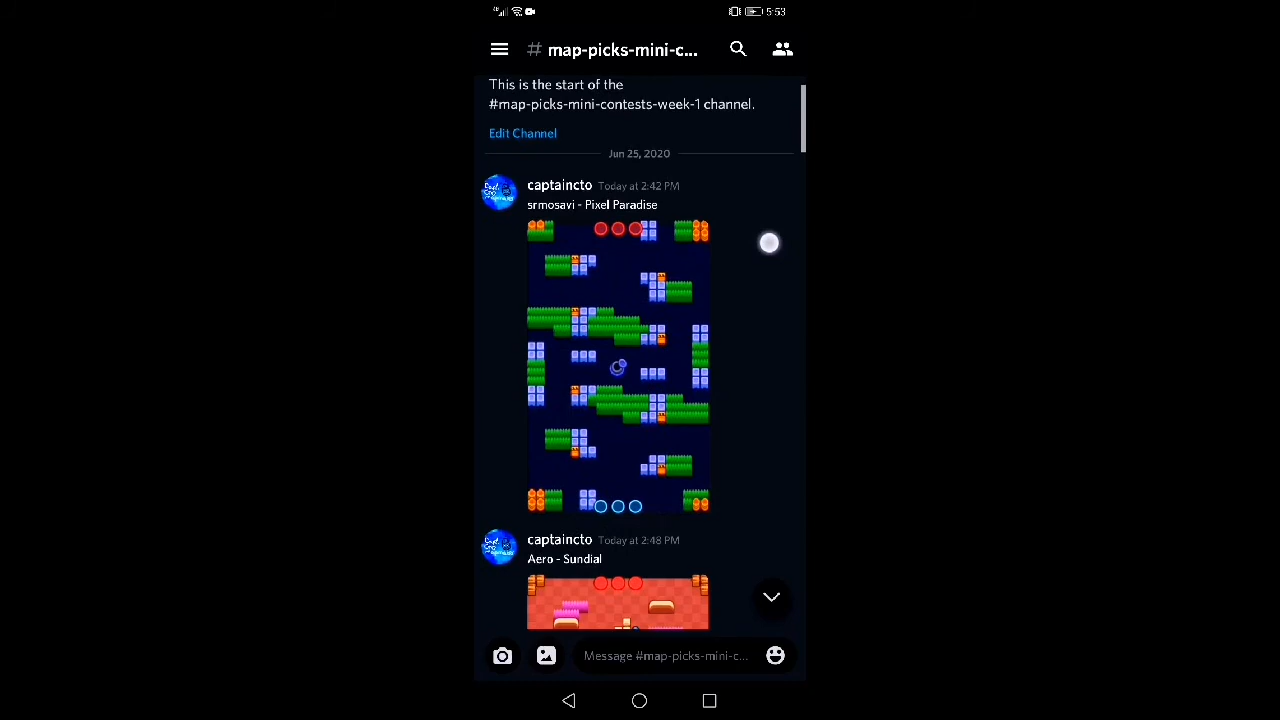 5:53
# map-picks-mini-c...
This is the start of the
#map-picks-mini-contests-week-1 channel.
Edit Channel
Jun 25, 2020
captaincto Today at 2:42 PM
srmosavi - Pixel Paradise
captaincto Today at 2:48 PM
Aero - Sundial
Message #map-picks-mini-c...